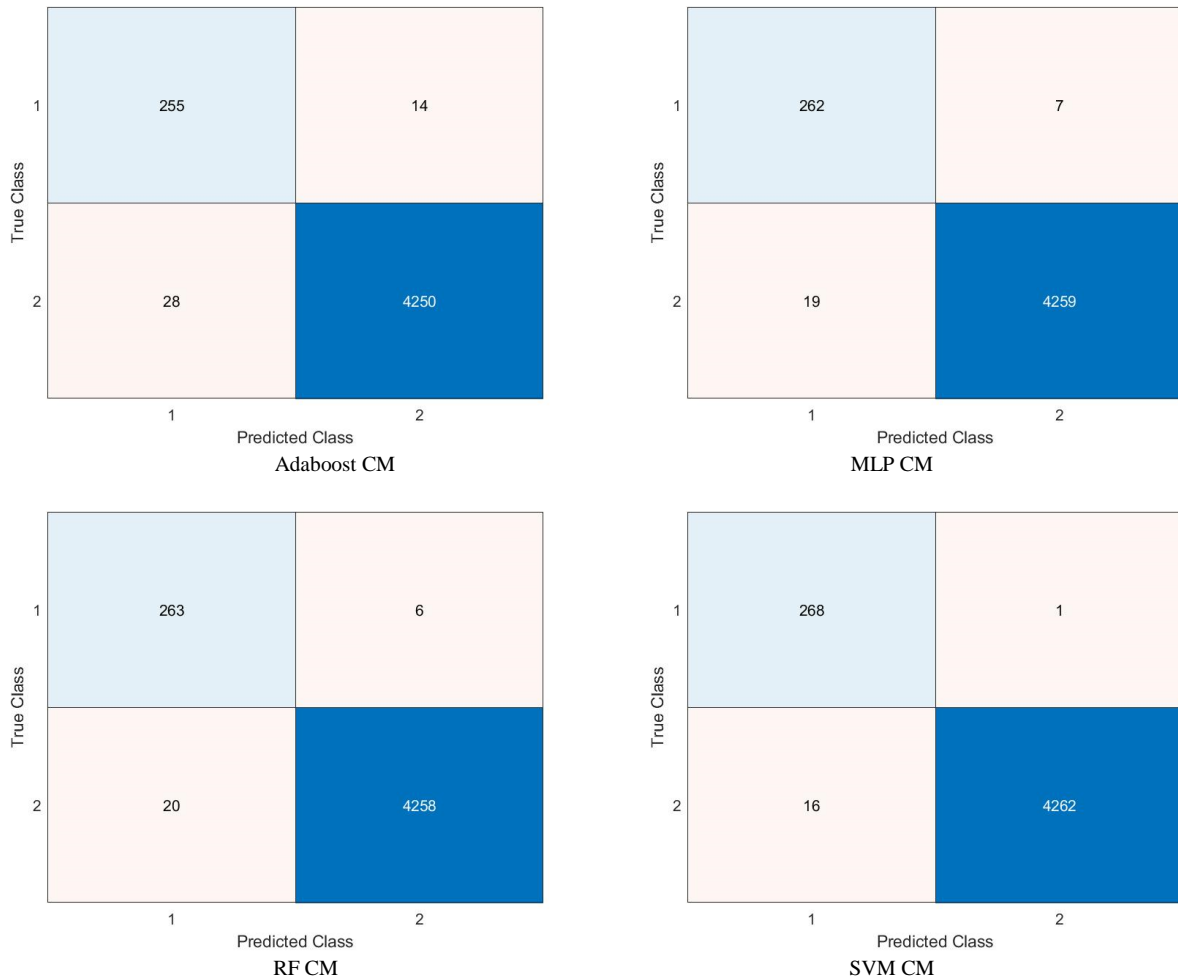 1
255
14
True Class
2
28
4250
1
2
Predicted Class
Adaboost CM
1
262
7
True Class
2
19
4259
1
2
Predicted Class
MLP CM
1
263
6
True Class
2
20
4258
1
2
Predicted Class
RF CM
1
268
1
True Class
2
16
4262
1
2
Predicted Class
SVM CM